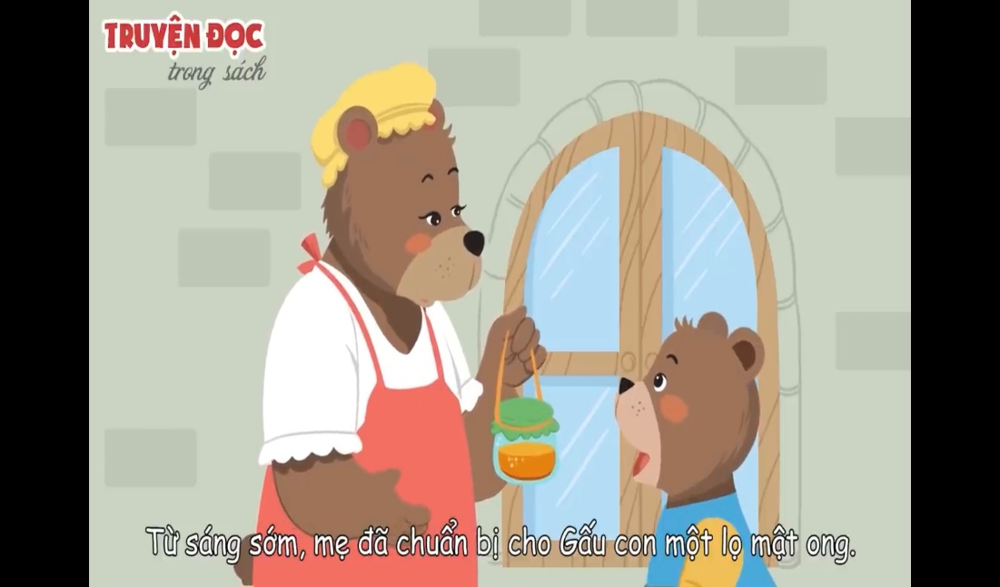 TRUYỆN ĐỌC
trong sách
Từ sáng sớm, mẹ đã chuẩn bị cho Gấu con một lọ mật ong.